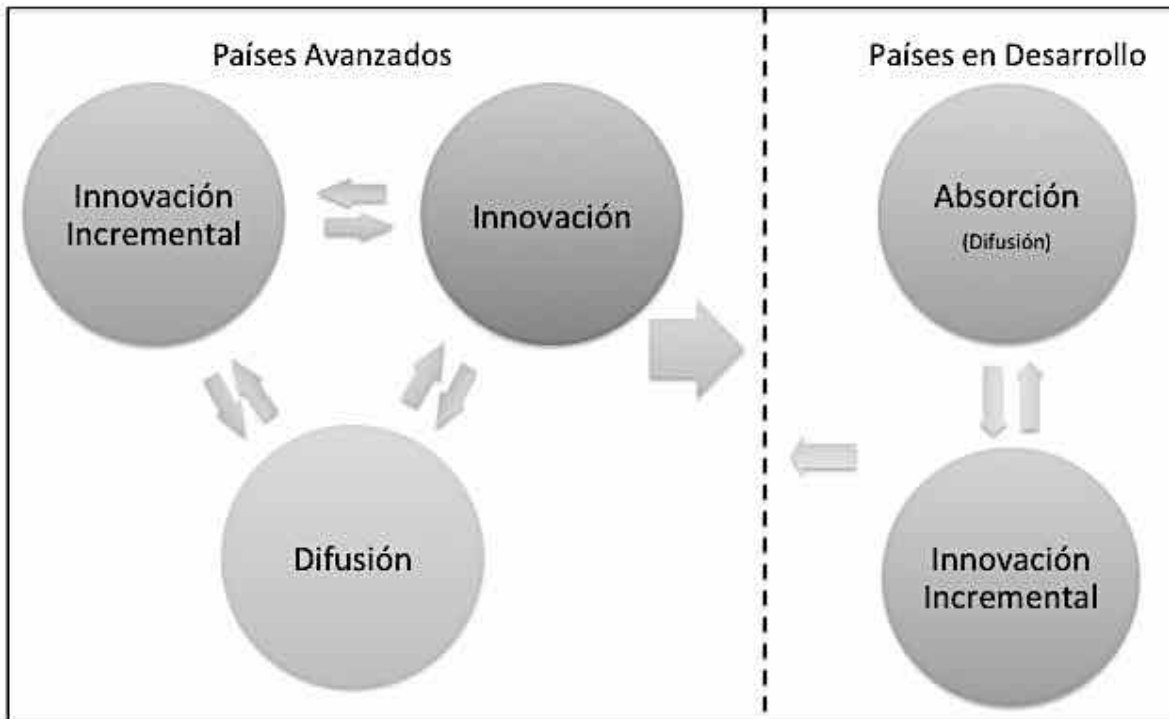 Países Avanzados
Innovación
Incremental
Innovación
Difusión
Países en Desarrollo
Absorción
(Difusión)
Innovación
Incremental